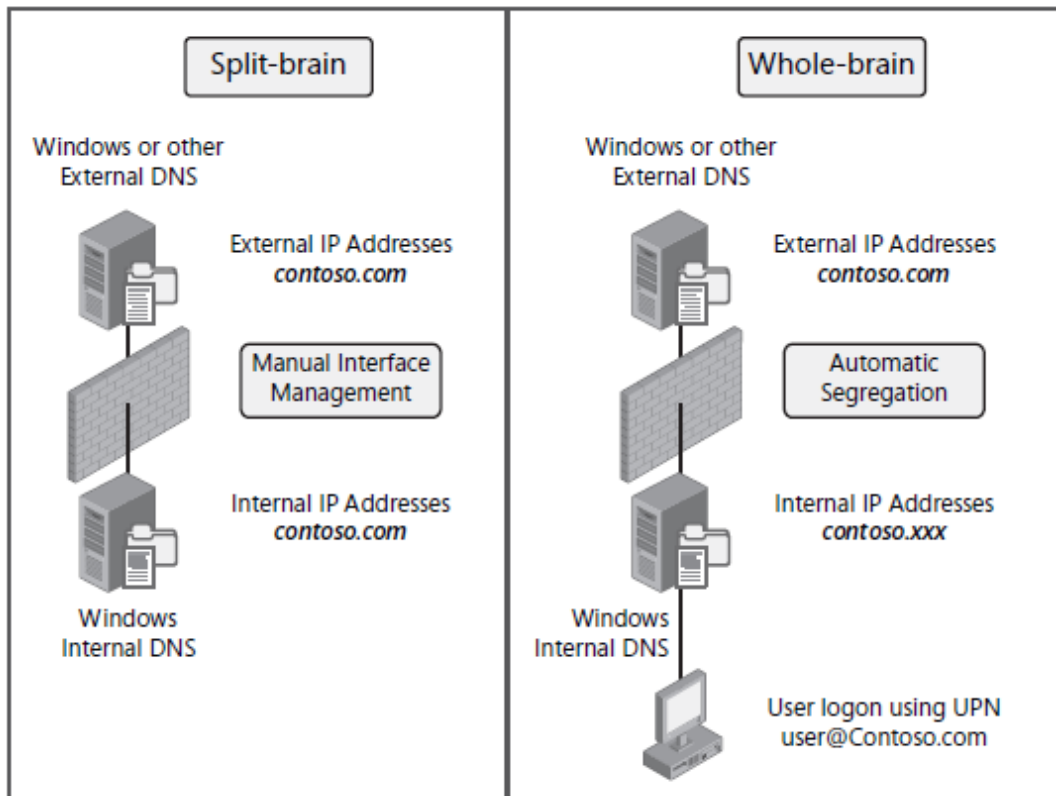 Split-brain
Windows or other
External DNS
External IP Addresses
contoso.com
Manual Interface
Management
Internal IP Addresses
contoso.com
Windows
Internal DNS
Whole-brain
Windows or other
External DNS
External IP Addresses
contoso.com
Automatic
Segregation
Internal IP Addresses
contoso.xxx
Windows
Internal DNS
User logon using UPN
user@Contoso.com